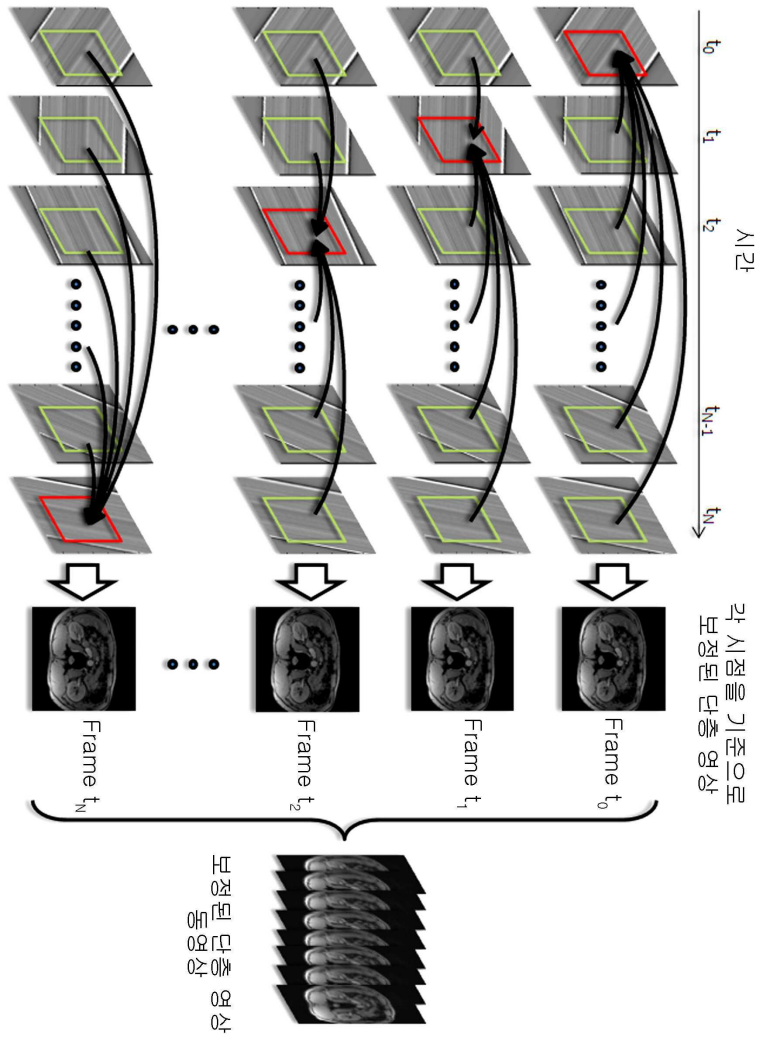 시간
t0 t1 t2 tN-1 tN
각 시점을 기준으로
보정된 단층 영상
Frame t0
Frame t1
Frame t2
Frame tN
보정된 단층 영상
동영상